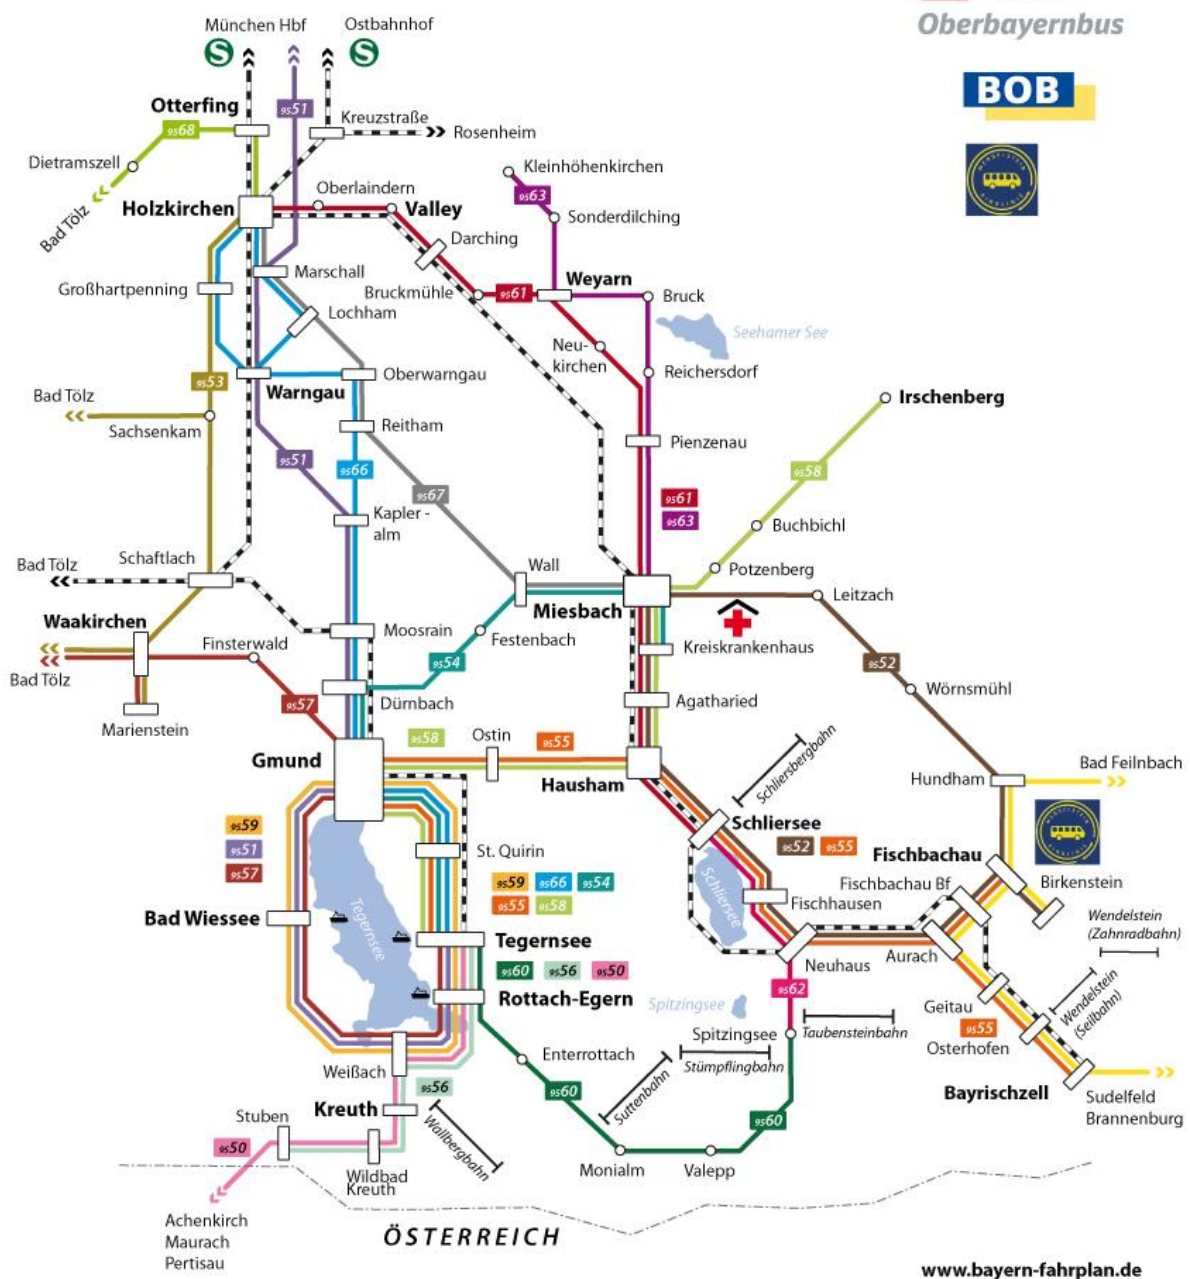 Oberbayernbus
BOB
München Hbf
Ostbahnhof
S
S
Otterfing
9551
Kreuzstraße
Rosenheim
9568
Dietramszell
Bad Tölz
Kleinhöhenkirchen
9563
Sonderdilching
Holzkirchen
Oberlaindern
Valley
Darching
Marschall
Großhartpenning
Bruckmühle
9561
Weyarn
Bruck
Lochham
Seehamer See
Neu-
kirchen
Reichersdorf
9553
Warngau
Oberwarngau
Bad Tölz
Sachsenkam
Reitham
Irschenberg
Pienzenau
9551
9566
9567
9558
9561
9563
Kapler -
alm
Buchbichl
Schaftlach
Bad Tölz
Wall
Potzenberg
Miesbach
Leitzach
Waakirchen
Finsterwald
Moosrain
Festenbach
Kreiskrankenhaus
9554
9552
Bad Tölz
Wörnsmühl
Marienstein
9557
Dürnbach
Agatharied
Gmund
9558
Ostin
9555
Hausham
Schliersbergbahn
Hundham
Bad Feilnbach
9559
9551
9557
St. Quirin
Schliersee
9552
9555
Fischbachau
Birkenstein
9559
9566
9554
9555
9558
Schliersee
Fischbachau Bf
Fischhausen
Wendelstein
(Zahnradbahn)
Bad Wiessee
Tegernsee
Tegernsee
Neuhaus
Aurach
9560
9556
9550
Rottach-Egern
Spitzingsee
9562
Geitau
9555
Osterhofen
Wendelstein
(Seilbahn)
Spitzingsee
Taubensteinbahn
Enterrottach
Stümpflingbahn
Weißach
9556
Suttenbahn
9560
9560
Bayrischzell
Sudelfeld
Brannenburg
Kreuth
Stuben
9550
Wallbergbahn
Wildbad
Kreuth
Monialm
Valepp
Achenkirch
Maurach
Pertisau
ÖSTERREICH
www.bayern-fahrplan.de